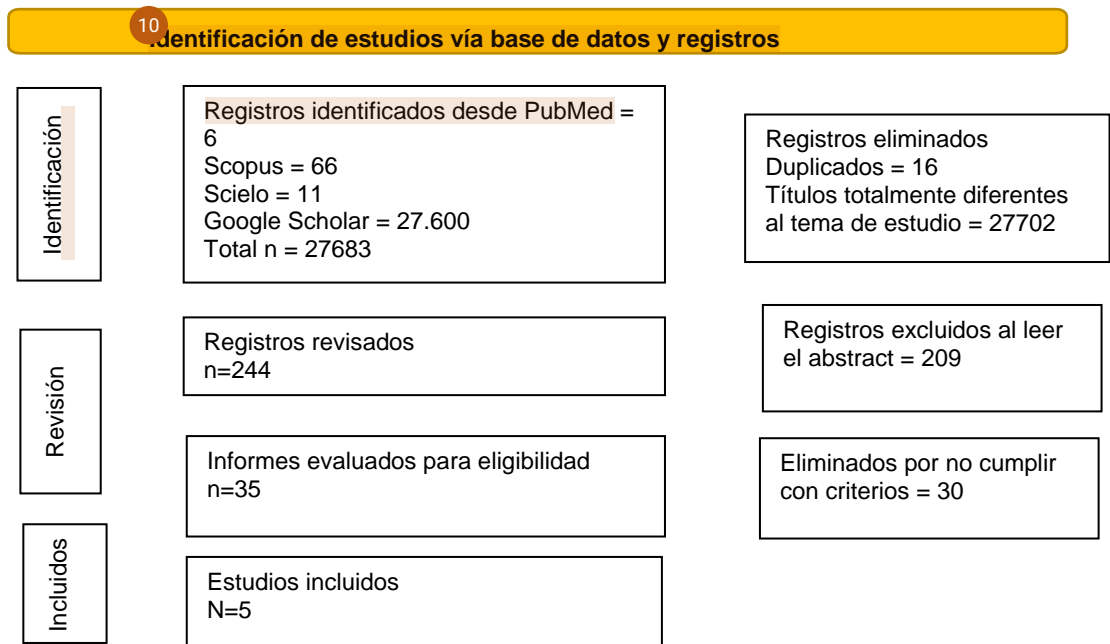 10
Identificación de estudios vía base de datos y registros
Identificación
Registros identificados desde PubMed =
6
Scopus = 66
Scielo = 11
Google Scholar = 27.600
Total n = 27683
Registros eliminados
Duplicados = 16
Títulos totalmente diferentes
al tema de estudio = 27702
Revisión
Registros revisados
n=244
Registros excluidos al leer
el abstract = 209
Informes evaluados para eligibilidad
n=35
Eliminados por no cumplir
con criterios = 30
Incluidos
Estudios incluidos
N=5